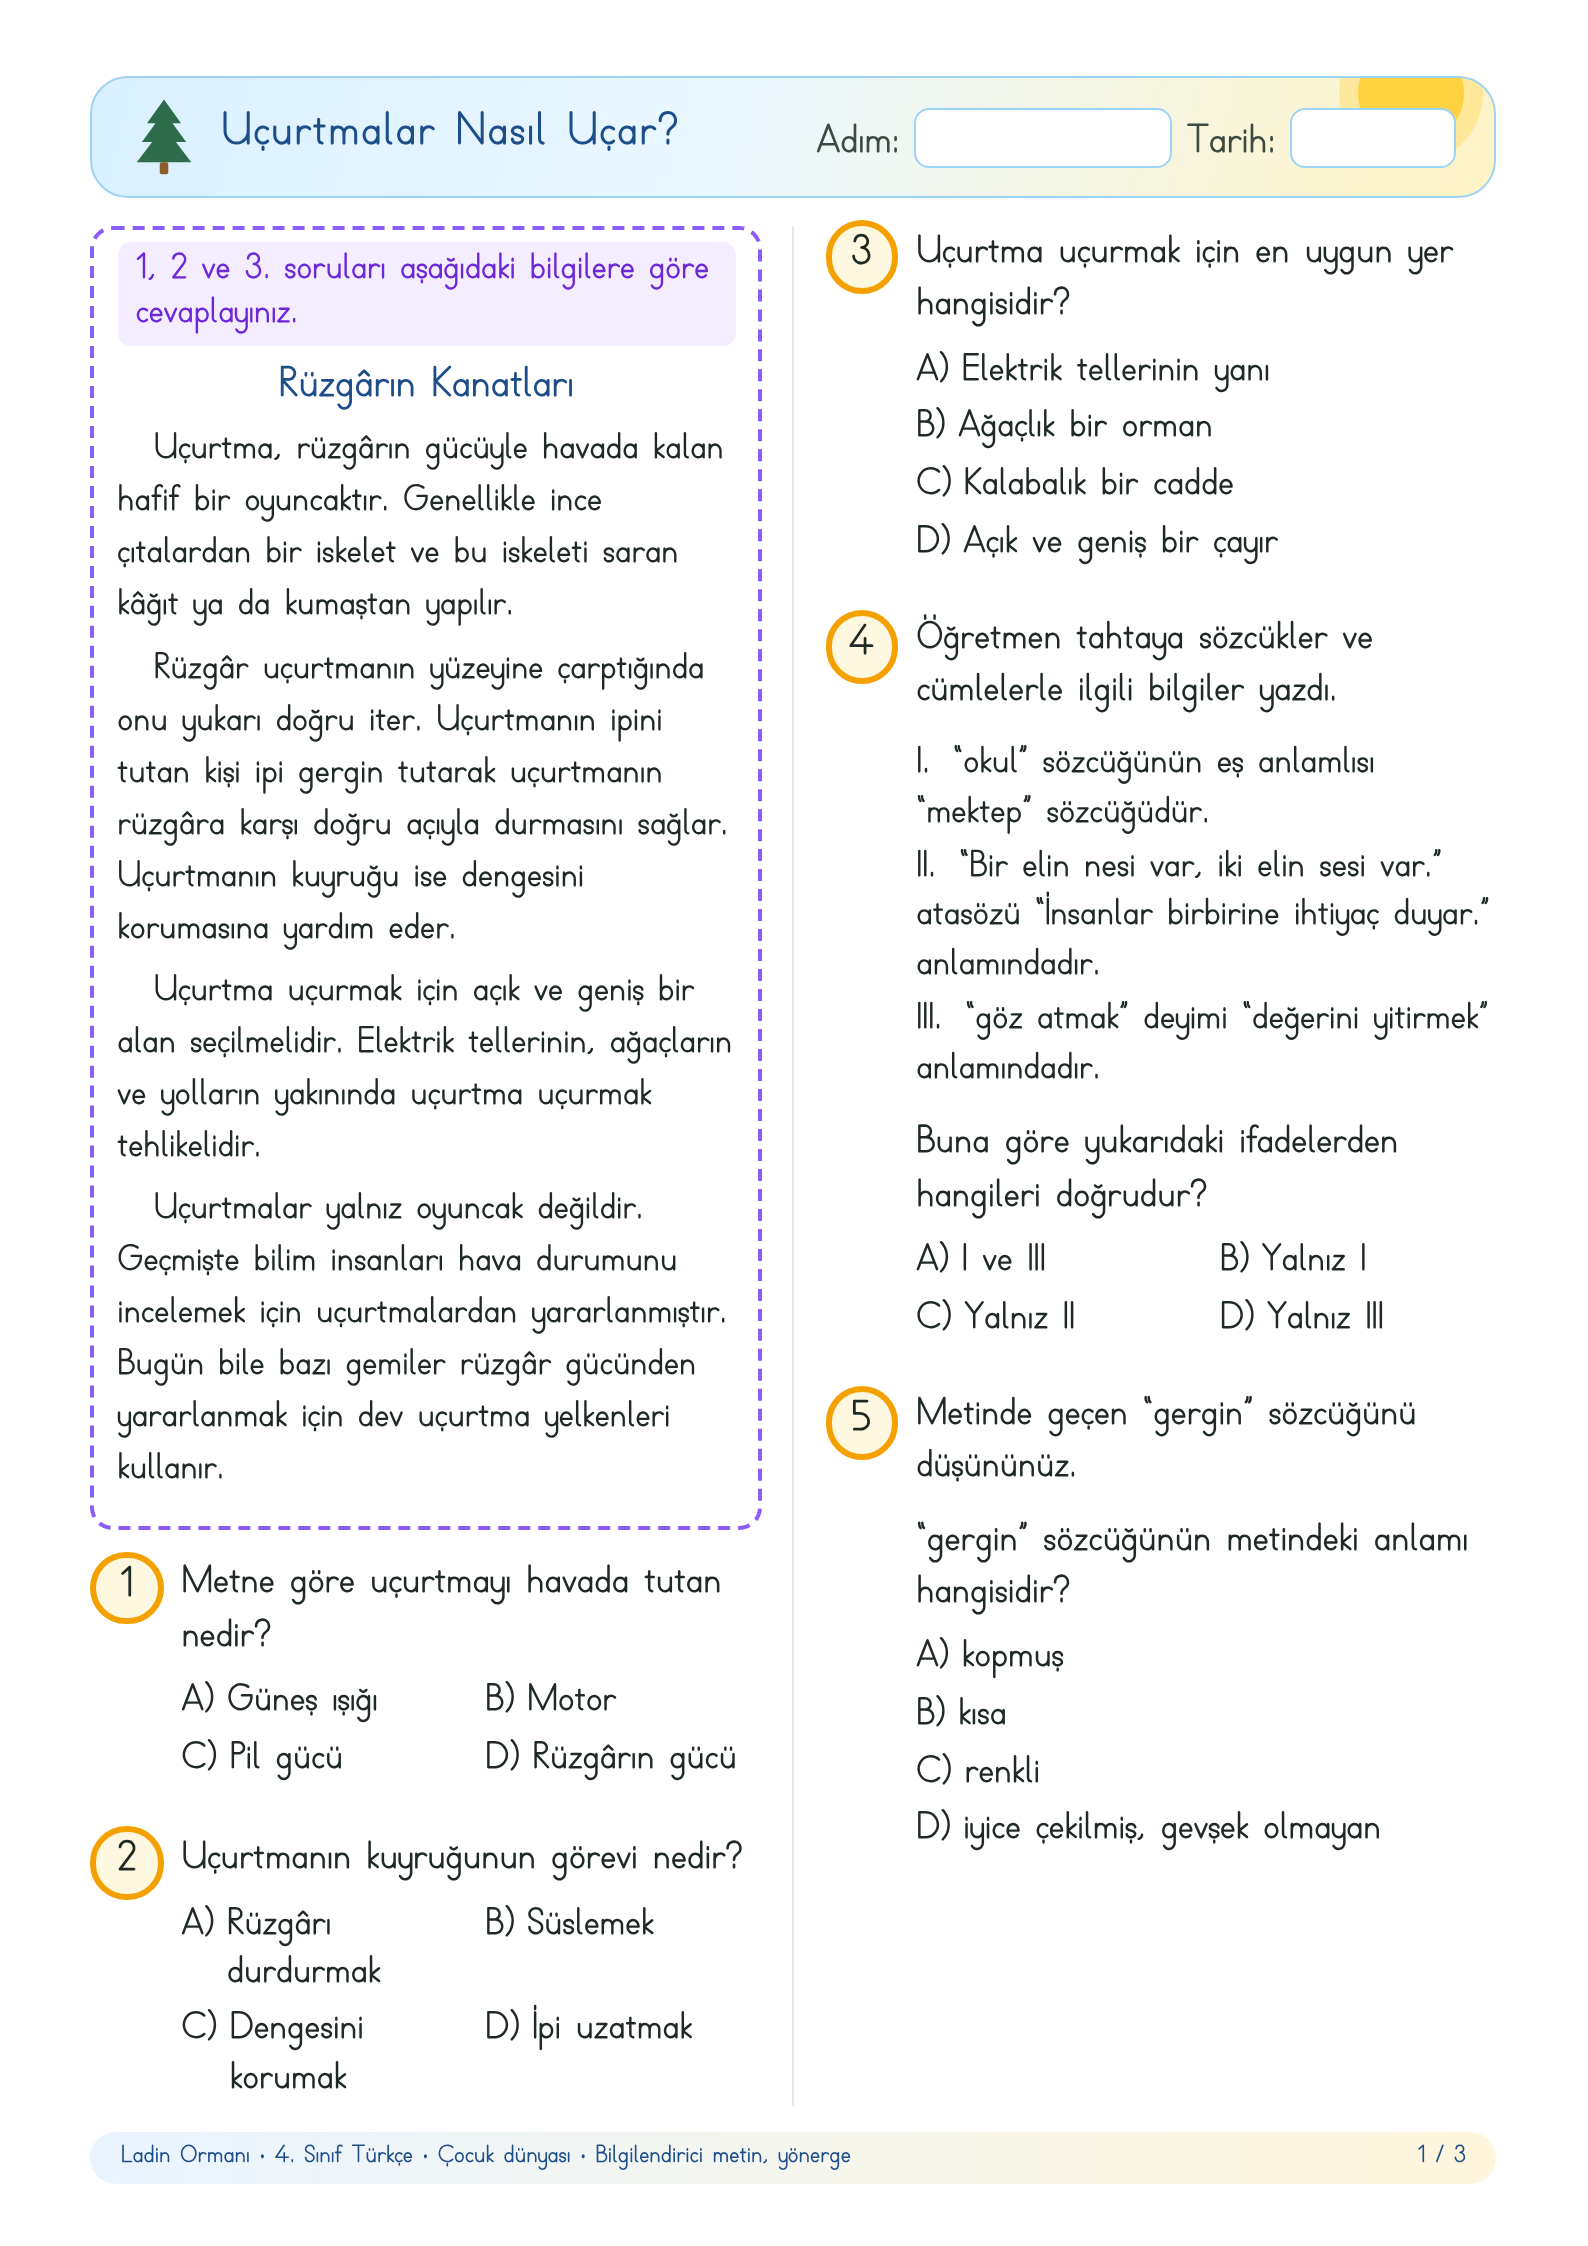 Uçurtmalar Nasıl Uçar?
Adım:
Tarih:
1, 2 ve 3. soruları aşağıdaki bilgilere göre
cevaplayınız.
Rüzgârın Kanatları
Uçurtma, rüzgârın gücüyle havada kalan
hafif bir oyuncaktır. Genellikle ince
çıtalardan bir iskelet ve bu iskeleti saran
kâğıt ya da kumaştan yapılır.
Rüzgâr uçurtmanın yüzeyine çarptığında
onu yukarı doğru iter. Uçurtmanın ipini
tutan kişi ipi gergin tutarak uçurtmanın
rüzgâra karşı doğru açıyla durmasını sağlar.
Uçurtmanın kuyruğu ise dengesini
korumasına yardım eder.
Uçurtma uçurmak için açık ve geniş bir
alan seçilmelidir. Elektrik tellerinin, ağaçların
ve yolların yakınında uçurtma uçurmak
tehlikelidir.
Uçurtmalar yalnız oyuncak değildir.
Geçmişte bilim insanları hava durumunu
incelemek için uçurtmalardan yararlanmıştır.
Bugün bile bazı gemiler rüzgâr gücünden
yararlanmak için dev uçurtma yelkenleri
kullanır.
1
Metne göre uçurtmayı havada tutan
nedir?
A) Güneş ışığı B) Motor
C) Pil gücü D) Rüzgârın gücü
2
Uçurtmanın kuyruğunun görevi nedir?
A) Rüzgârı B) Süslemek
durdurmak
C) Dengesini D) İpi uzatmak
korumak
3
Uçurtma uçurmak için en uygun yer
hangisidir?
A) Elektrik tellerinin yanı
B) Ağaçlık bir orman
C) Kalabalık bir cadde
D) Açık ve geniş bir çayır
4
Öğretmen tahtaya sözcükler ve
cümlelerle ilgili bilgiler yazdı.
I. “okul” sözcüğünün eş anlamlısı
“mektep” sözcüğüdür.
II. “Bir elin nesi var, iki elin sesi var.”
atasözü “İnsanlar birbirine ihtiyaç duyar.”
anlamındadır.
III. “göz atmak” deyimi “değerini yitirmek”
anlamındadır.
Buna göre yukarıdaki ifadelerden
hangileri doğrudur?
A) I ve III B) Yalnız I
C) Yalnız II D) Yalnız III
5
Metinde geçen “gergin” sözcüğünü
düşününüz.
“gergin” sözcüğünün metindeki anlamı
hangisidir?
A) kopmuş
B) kısa
C) renkli
D) iyice çekilmiş, gevşek olmayan
Ladin Ormanı • 4. Sınıf Türkçe • Çocuk dünyası • Bilgilendirici metin, yönerge
1 / 3